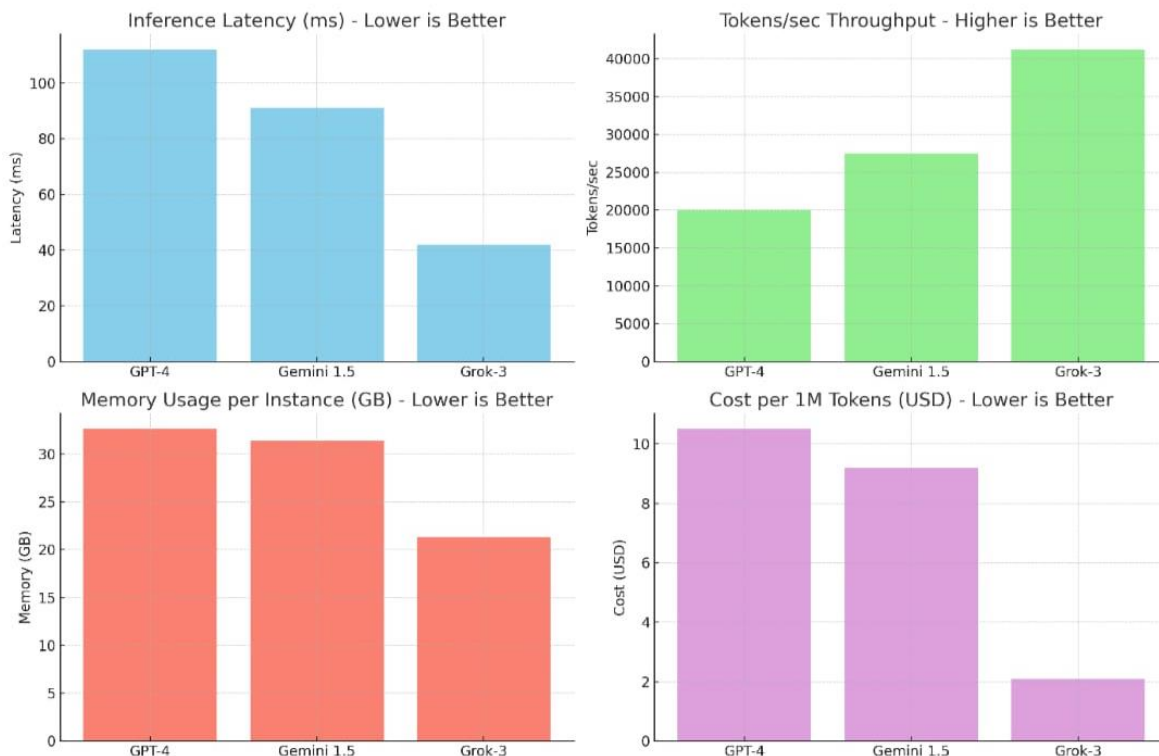 Inference Latency (ms) - Lower is Better
Latency (ms)
100
80
60
40
20
0
GPT-4 Gemini 1.5 Grok-3
Tokens/sec Throughput - Higher is Better
Tokens/sec
40000
35000
30000
25000
20000
15000
10000
5000
0
GPT-4 Gemini 1.5 Grok-3
Memory Usage per Instance (GB) - Lower is Better
Memory (GB)
30
25
20
15
10
5
0
GPT-4 Gemini 1.5 Grok-3
Cost per 1M Tokens (USD) - Lower is Better
Cost (USD)
10
8
6
4
2
0
GPT-4 Gemini 1.5 Grok-3